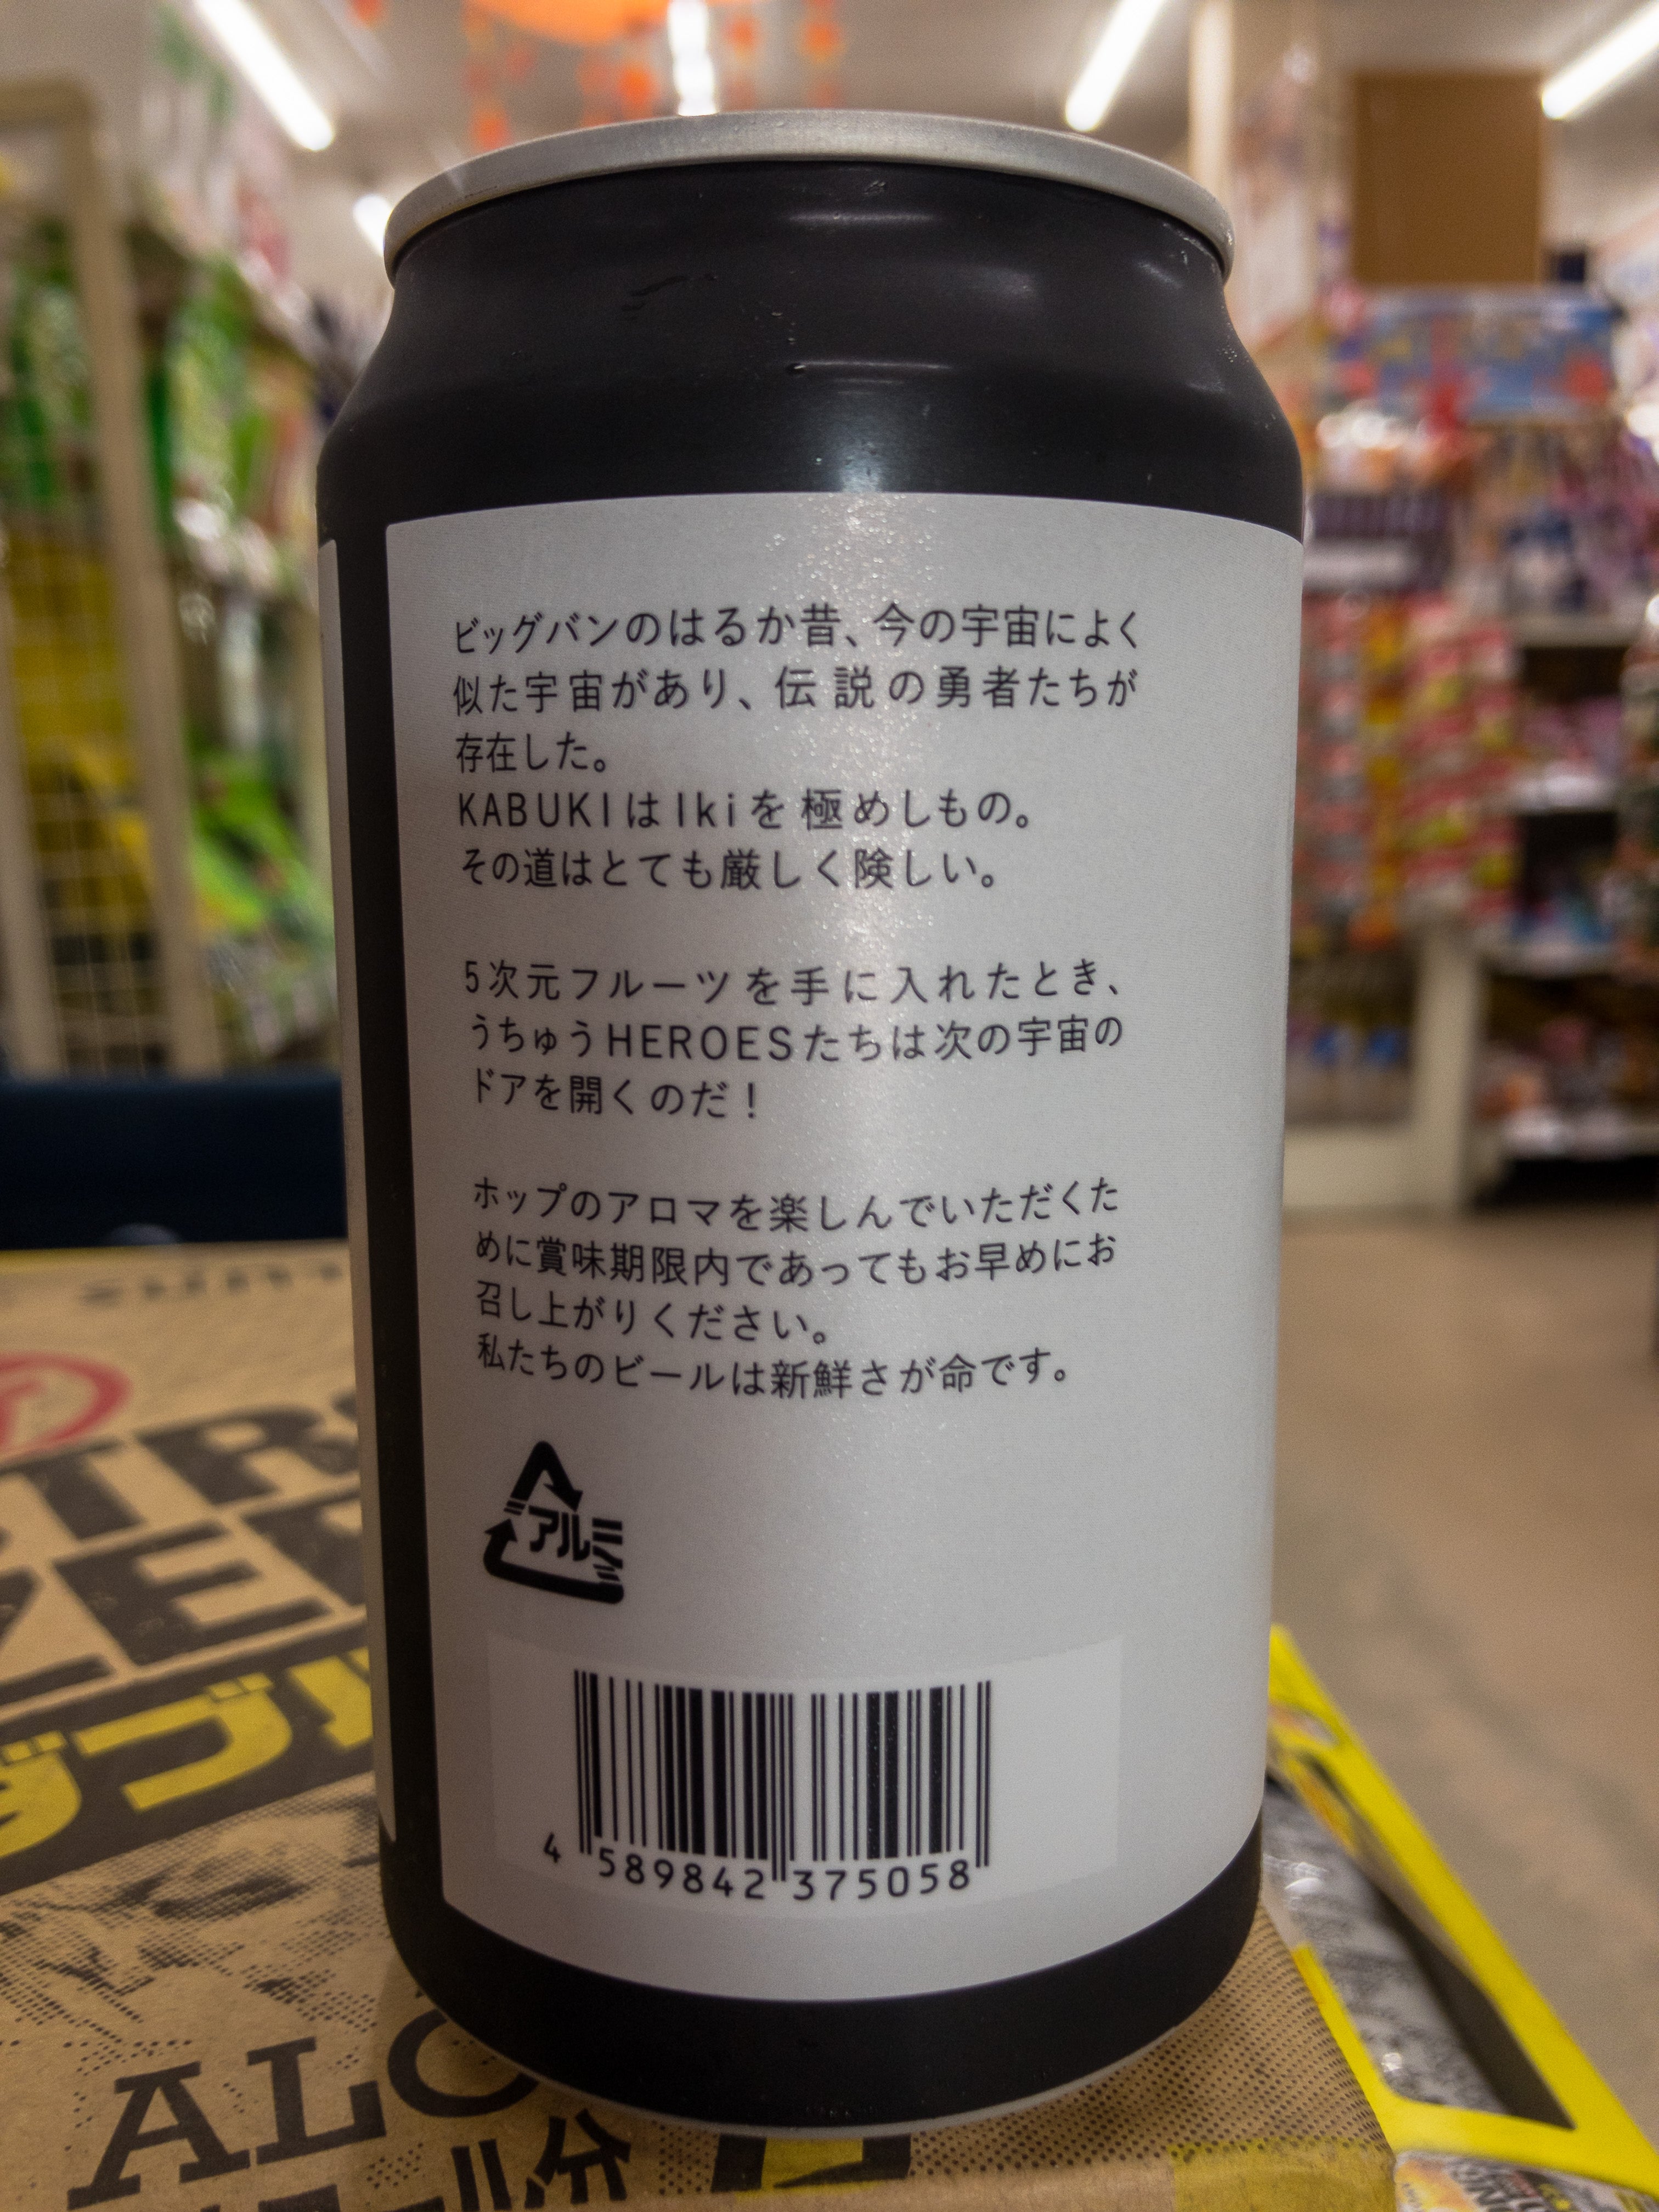 ビッグバンのはるか昔、今の宇宙によく
似た宇宙があり、伝説の勇者たちが
存在した。
KABUKIはIkiを極めしもの。
その道はとても厳しく険しい。
5次元フルーツを手に入れたとき、
うちゅうHEROESたちは次の宇宙の
ドアを開くのだ！
ホップのアロマを楽しんでいただくた
めに賞味期限内であってもお早めにお
召し上がりください。
私たちのビールは新鮮さが命です。
アルミ
4 589842 375058